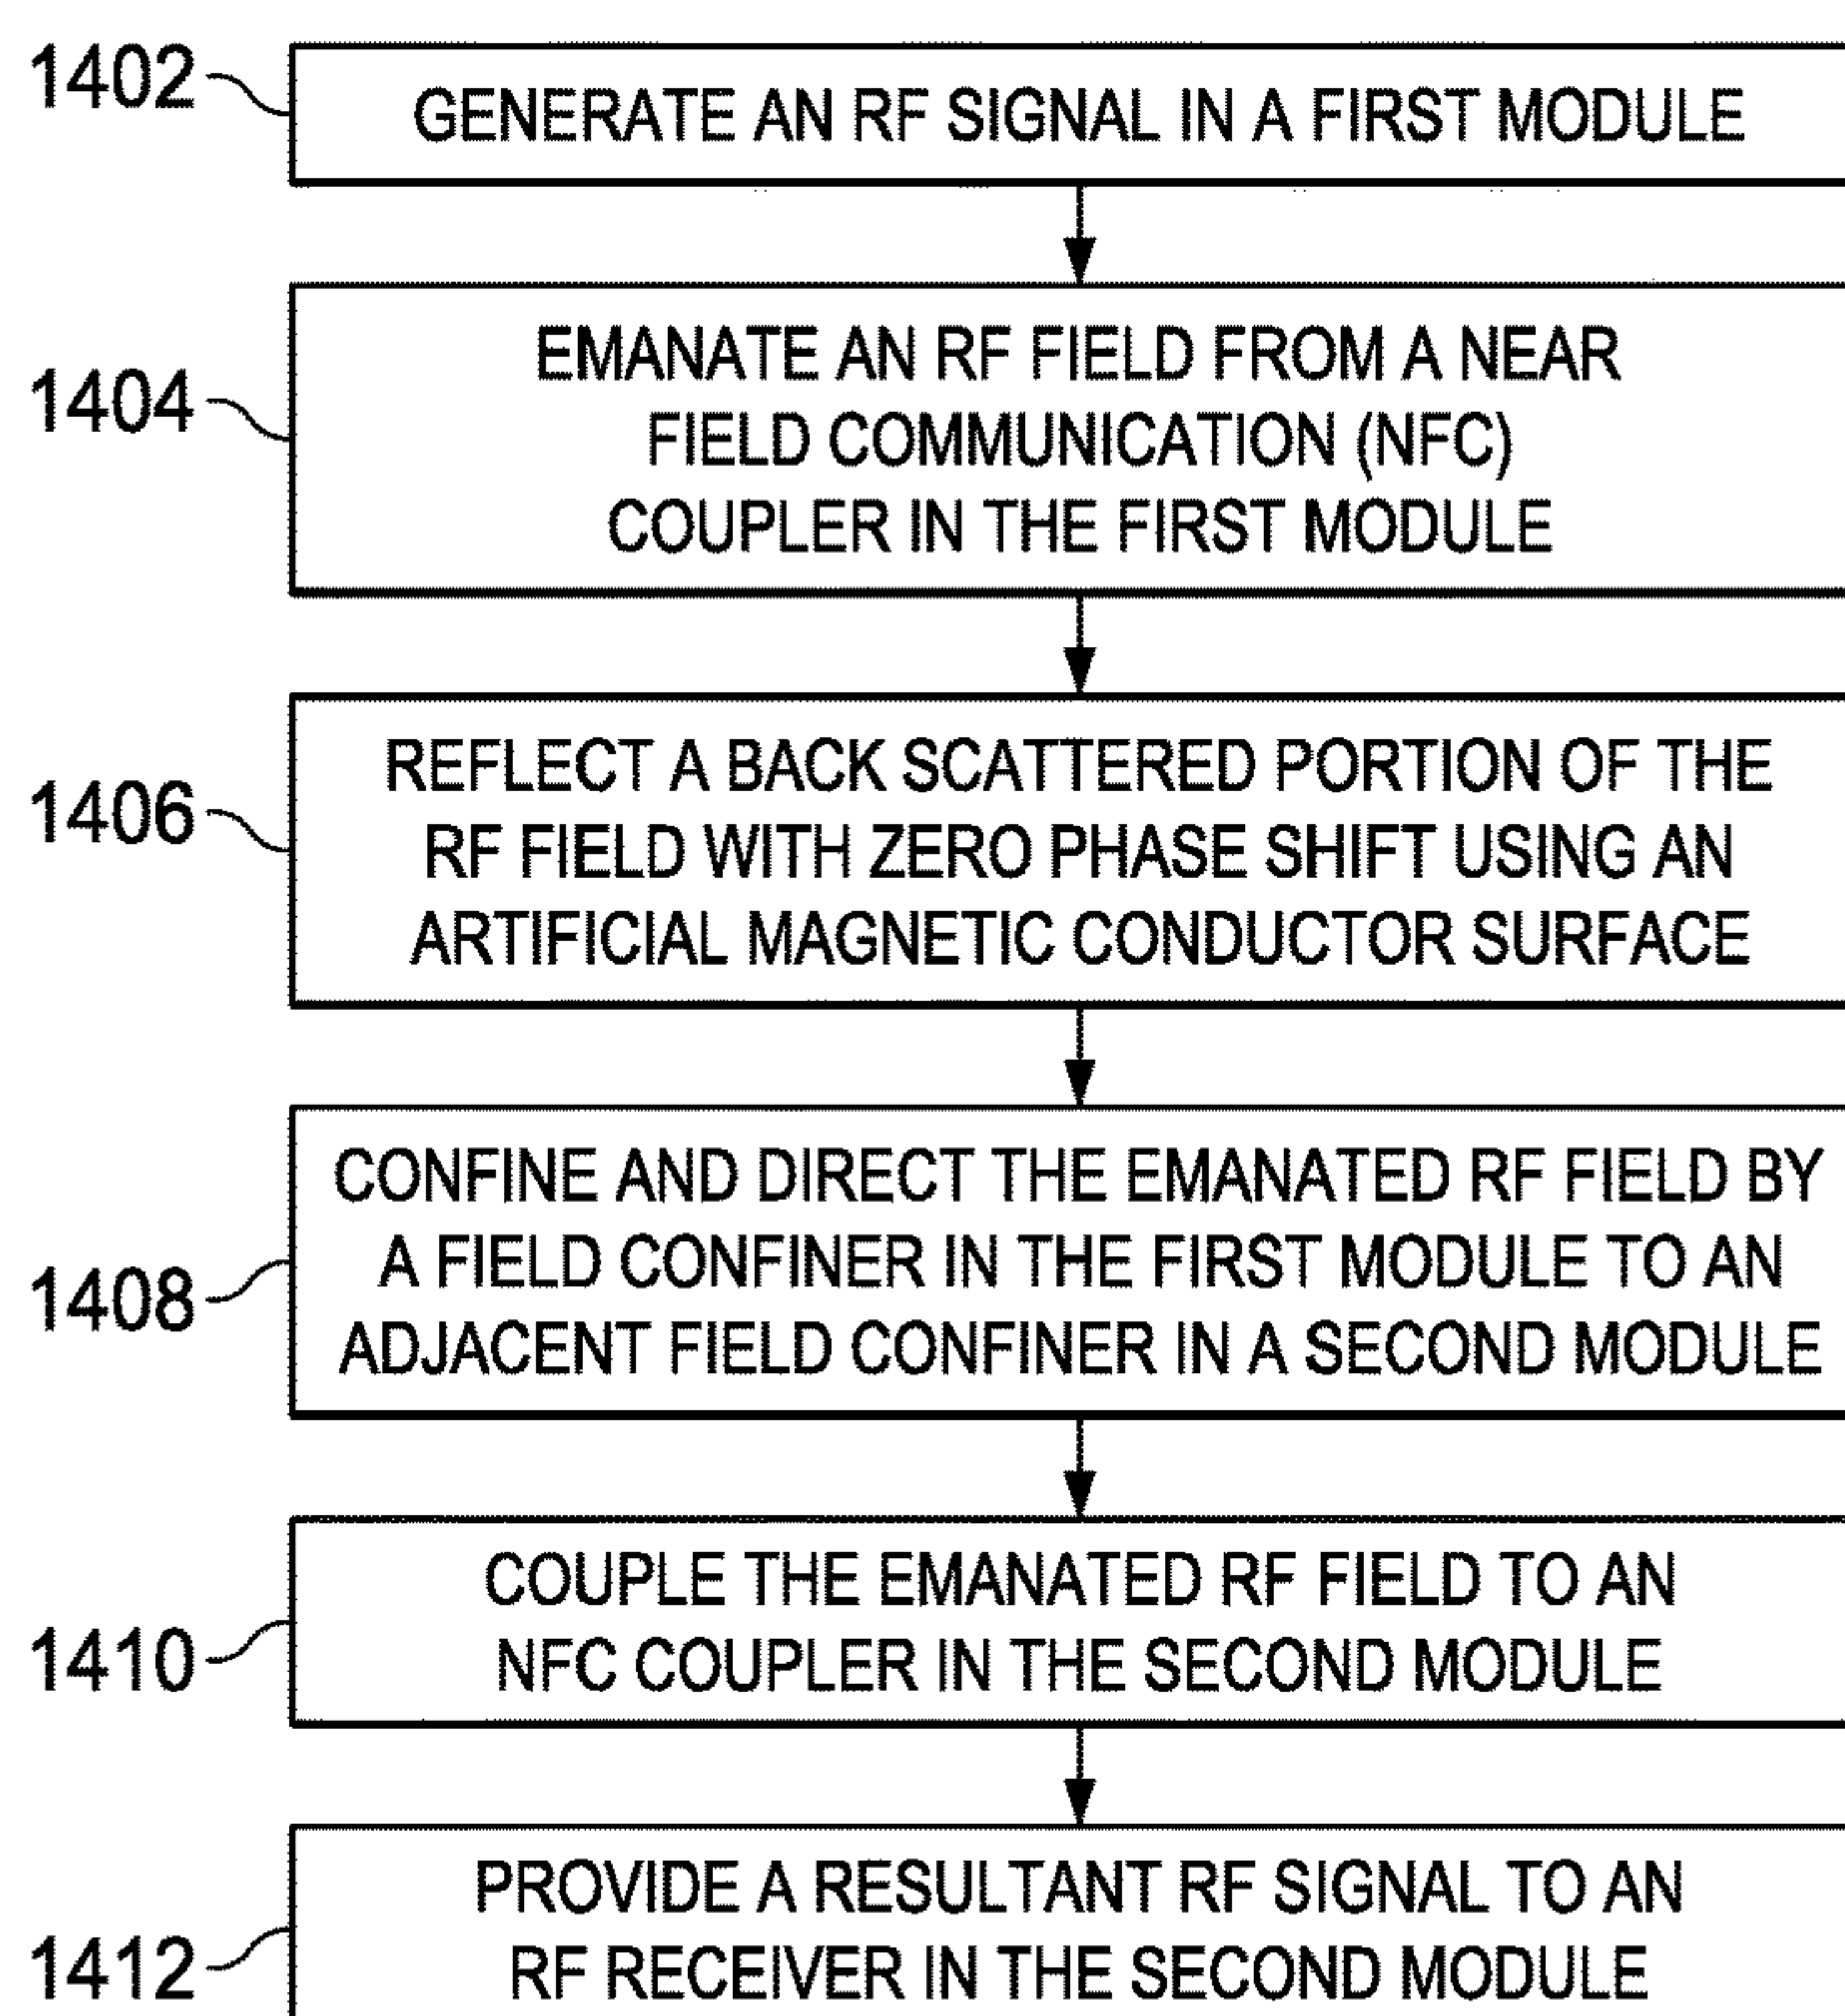 1402
GENERATE AN RF SIGNAL IN A FIRST MODULE
1404
EMANATE AN RF FIELD FROM A NEAR
FIELD COMMUNICATION (NFC)
COUPLER IN THE FIRST MODULE
1406
REFLECT A BACK SCATTERED PORTION OF THE
RF FIELD WITH ZERO PHASE SHIFT USING AN
ARTIFICIAL MAGNETIC CONDUCTOR SURFACE
1408
CONFINE AND DIRECT THE EMANATED RF FIELD BY
A FIELD CONFINER IN THE FIRST MODULE TO AN
ADJACENT FIELD CONFINER IN A SECOND MODULE
1410
COUPLE THE EMANATED RF FIELD TO AN
NFC COUPLER IN THE SECOND MODULE
1412
PROVIDE A RESULTANT RF SIGNAL TO AN
RF RECEIVER IN THE SECOND MODULE